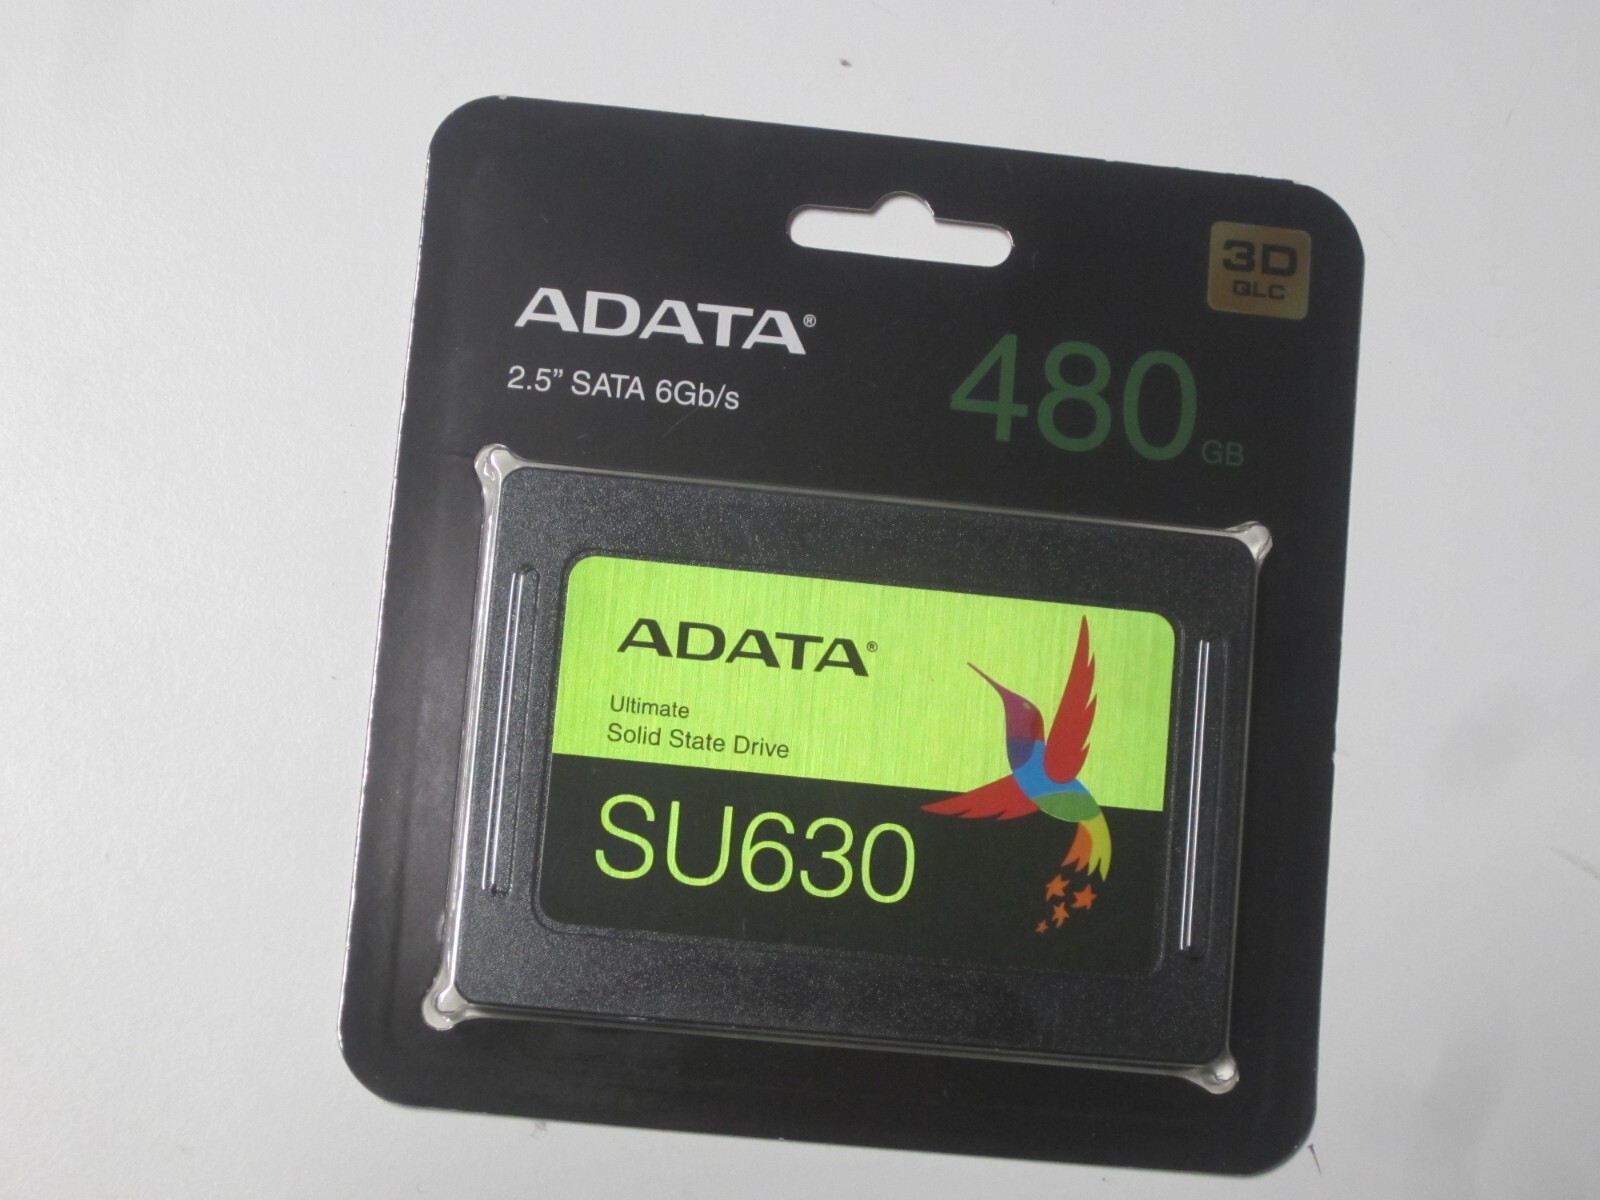 3D
QLC
ADATA®
2.5” SATA 6Gb/s
480 GB
ADATA®
Ultimate
Solid State Drive
SU630